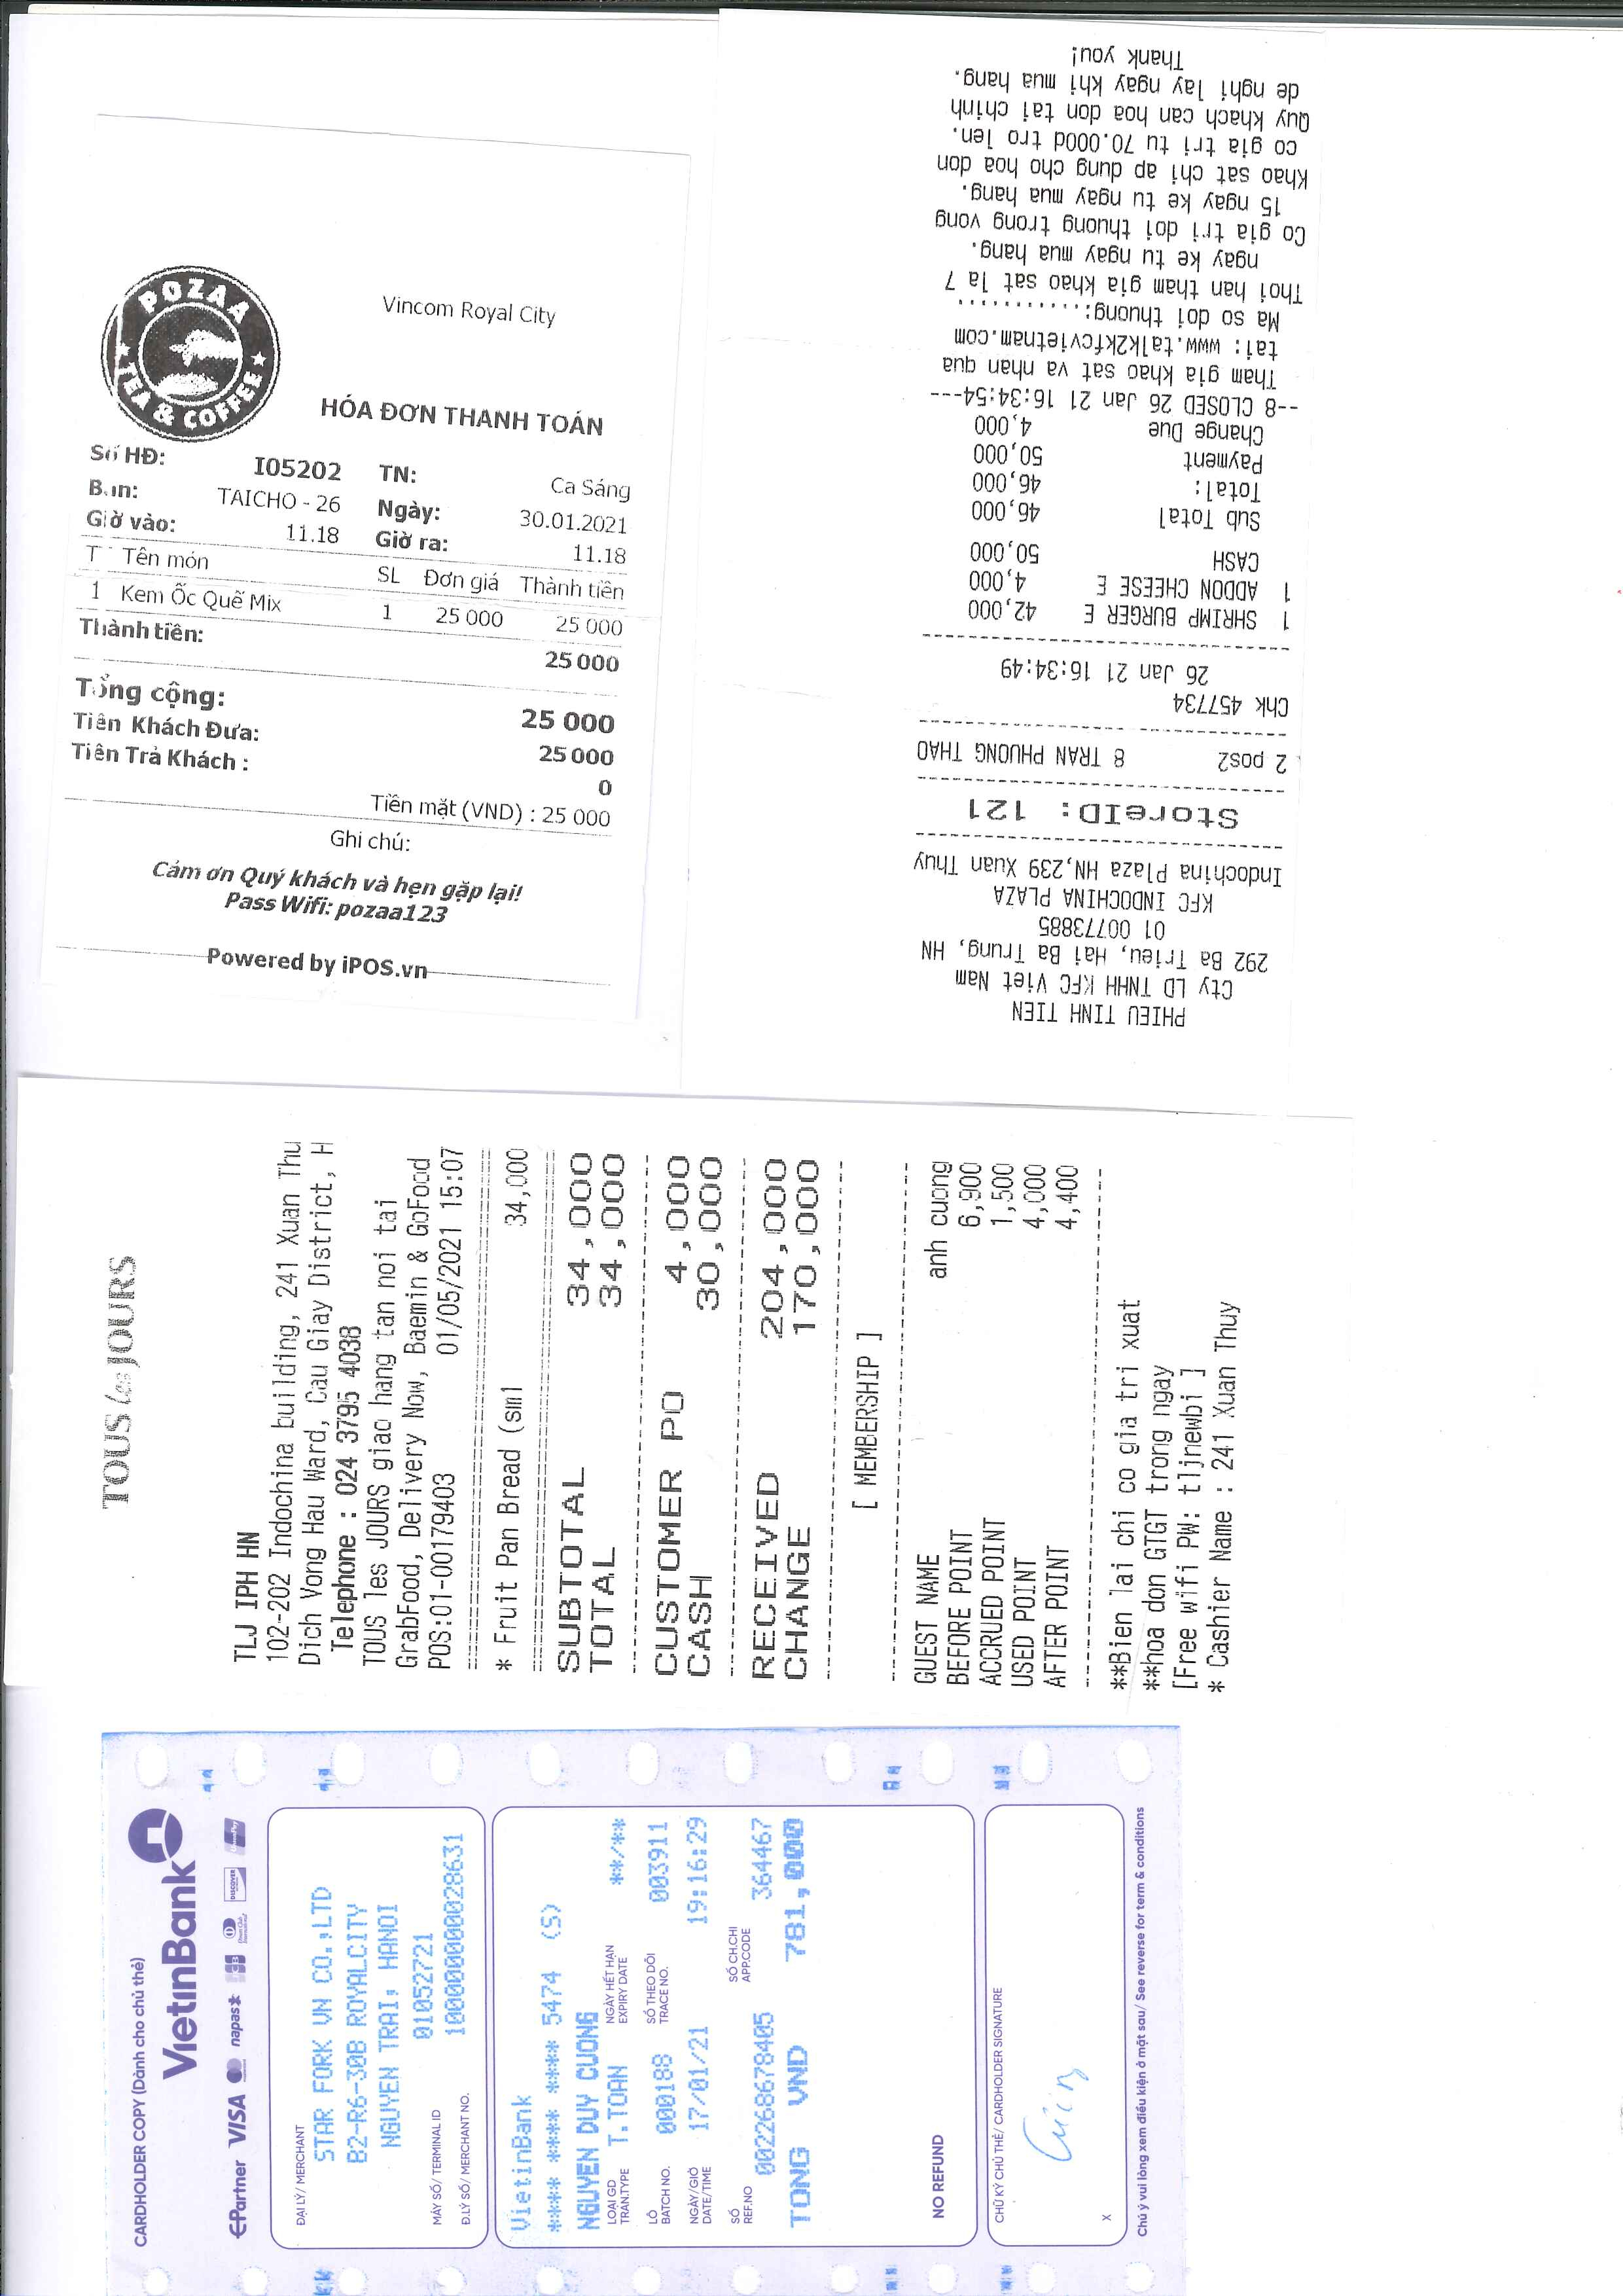 POZAA
TEA & COFFEE
Vincom Royal City
HÓA ĐƠN THANH TOÁN
Số HĐ: I05202 TN: Ca Sáng
Bàn: TAICHO - 26 Ngày: 30.01.2021
Giờ vào: 11.18 Giờ ra: 11.18
T Tên món SL Đơn giá Thành tiền
1 Kem Ốc Quế Mix 1 25 000 25 000
Thành tiền: 25 000
Tổng cộng: 25 000
Tiền Khách Đưa: 25 000
Tiền Trả Khách : 0
Tiền mặt (VND) : 25 000
Ghi chú:
Cảm ơn Quý khách và hẹn gặp lại!
Pass Wifi: pozaa123
Powered by iPOS.vn
PHIEU TINH TIEN
Cty LD TNHH KFC Viet Nam
292 Ba Trieu, Hai Ba Trung, HN
01 00773885
KFC INDOCHINA PLAZA
Indochina Plaza HN,239 Xuan Thuy
StoreID: 121
2 pos2 8 TRAN PHUONG THAO
Chk 457734
26 Jan 21 16:34:49
1 SHRIMP BURGER E 42,000
1 ADDON CHEESE E 4,000
CASH 50,000
Sub Total 46,000
Total: 46,000
Payment 50,000
Change Due 4,000
--8 CLOSED 26 Jan 21 16:34:54---
Tham gia khao sat va nhan qua
tai: www.talk2kfcvietnam.com
Ma so doi thuong:...........
Thoi han tham gia khao sat la 7
ngay ke tu ngay mua hang.
Co gia tri doi thuong trong vong
15 ngay ke tu ngay mua hang.
Khao sat chi ap dung cho hoa don
co gia tri tu 70.000d tro len.
Quy khach can hoa don tai chinh
de nghi lay ngay khi mua hang.
Thank you!
TOUS les JOURS
TLJ IPH HN
102-202 Indochina building, 241 Xuan Thu
Dich Vong Hau Ward, Cau Giay District, H
Telephone : 024 3795 4038
TOUS les JOURS giao hang tan noi tai
GrabFood, Delivery Now, Baemin & GoFood
POS:01-00179403 01/05/2021 15:07
* Fruit Pan Bread (sml 34,000
SUBTOTAL 34,000
TOTAL 34,000
CUSTOMER PO 4,000
CASH 30,000
RECEIVED 204,000
CHANGE 170,000
[ MEMBERSHIP ]
GUEST NAME anh cuong
BEFORE POINT 6,900
ACCRUED POINT 1,500
USED POINT 4,000
AFTER POINT 4,400
**Bien lai chi co gia tri xuat
**hoa don GTGT trong ngay
[Free wifi PW: tljnewbi ]
* Cashier Name : 241 Xuan Thuy
CARDHOLDER COPY (Dành cho chủ thẻ)
VietinBank
ePartner VISA napas JCB Diners Club International DISCOVER
ĐẠI LÝ/ MERCHANT
STAR FORK VN CO.,LTD
B2-R6-30B ROYALCITY
NGUYEN TRAI, HANOI
MÁY SỐ/ TERMINAL ID 01052721
Đ.LÝ SỐ/ MERCHANT NO. 100000000028631
VietinBank
**** **** **** 5474 (S)
NGUYEN DUY CUONG
LOẠI GD TRAN.TYPE T.TOAN NGÀY HẾT HẠN EXPIRY DATE **/**
LÔ BATCH NO. 000188 SỐ THEO DÕI TRACE NO. 003911
NGÀY/GIỜ DATE/TIME 17/01/21 19:16:29
SỐ REF.NO 002268678405 SỐ CH.CHI APP.CODE 364467
TONG VND 781,000
NO REFUND
CHỮ KÝ CHỦ THẺ/ CARDHOLDER SIGNATURE
X
Chú ý vui lòng xem điều kiện ở mặt sau/ See reverse for term & conditions